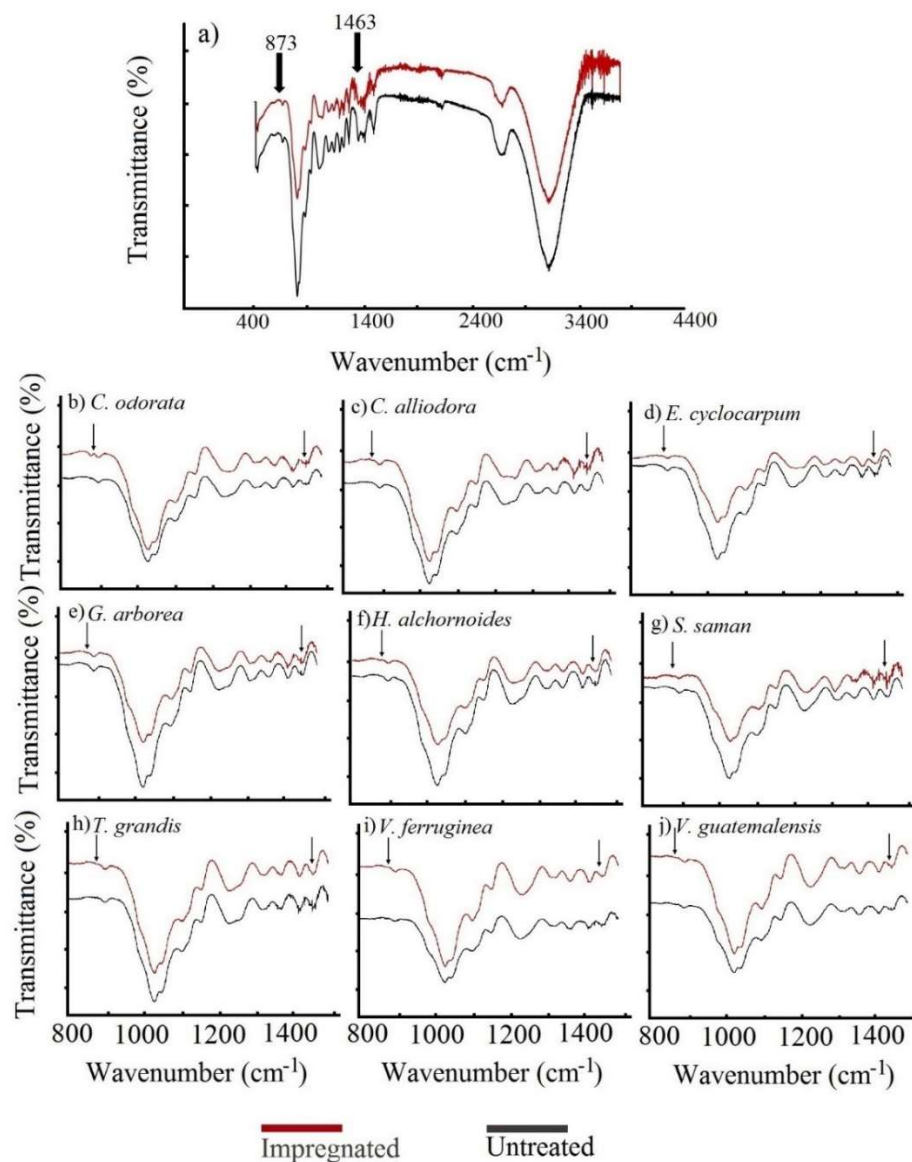 a)
873
1463
Transmittance (%)
400 1400 2400 3400 4400
Wavenumber (cm-1)
Transmittance (%)
b) C. odorata
c) C. alliodora
d) E. cyclocarpum
Transmittance (%)
e) G. arborea
f) H. alchornoides
g) S. saman
Transmittance (%)
h) T. grandis
i) V. ferruginea
j) V. guatemalensis
800 1000 1200 1400
800 1000 1200 1400
800 1000 1200 1400
Wavenumber (cm-1)
Wavenumber (cm-1)
Wavenumber (cm-1)
Impregnated
Untreated